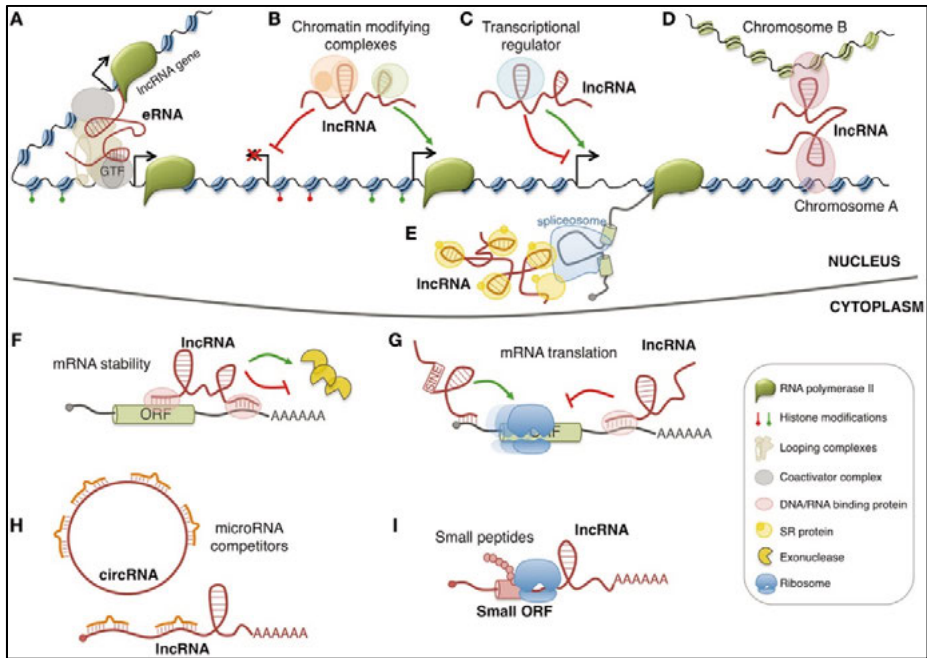 A
B
C
D
Chromatin modifying
complexes
Transcriptional
regulator
Chromosome B
lncRNA gene
eRNA
lncRNA
lncRNA
lncRNA
GTF
Chromosome A
E
spliceosome
lncRNA
NUCLEUS
CYTOPLASM
F
lncRNA
mRNA stability
ORF
AAAAAA
G
mRNA translation
lncRNA
SINE
ORF
AAAAAA
RNA polymerase II
Histone modifications
Looping complexes
Coactivator complex
DNA/RNA binding protein
SR protein
Exonuclease
Ribosome
H
microRNA
competitors
circRNA
lncRNA
AAAAAA
I
Small peptides
lncRNA
AAAAAA
Small ORF